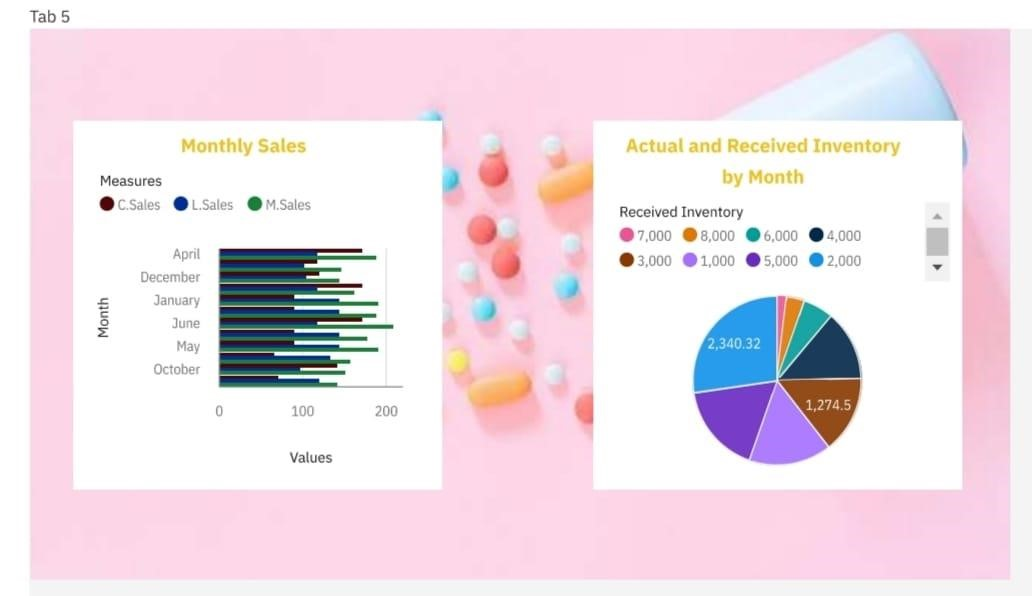 Tab 5
Monthly Sales
Measures
C.Sales L.Sales M.Sales
Month
April
December
January
June
May
October
0 100 200
Values
Actual and Received Inventory
by Month
Received Inventory
7,000 8,000 6,000 4,000
3,000 1,000 5,000 2,000
2,340.32
1,274.5